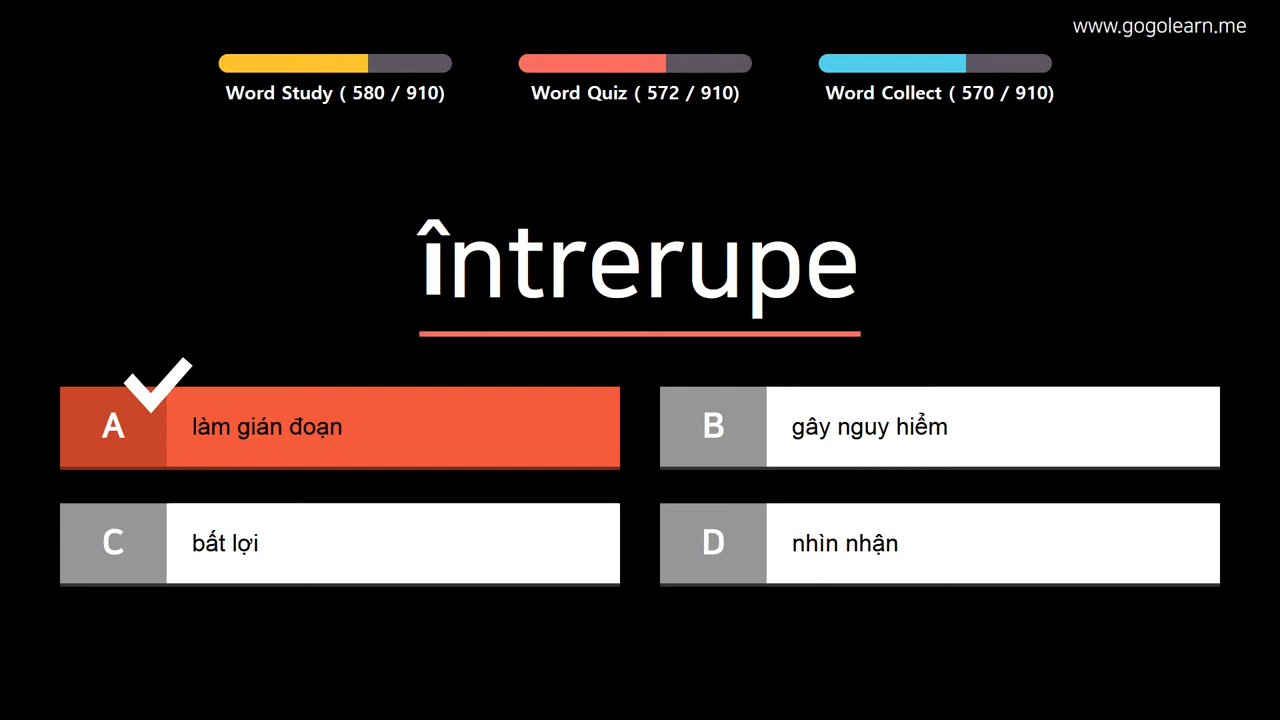 www.gogolearn.me
Word Study ( 580 / 910)
Word Quiz ( 572 / 910)
Word Collect ( 570 / 910)
întrerupe
A làm gián đoạn
B gây nguy hiểm
C bất lợi
D nhìn nhận